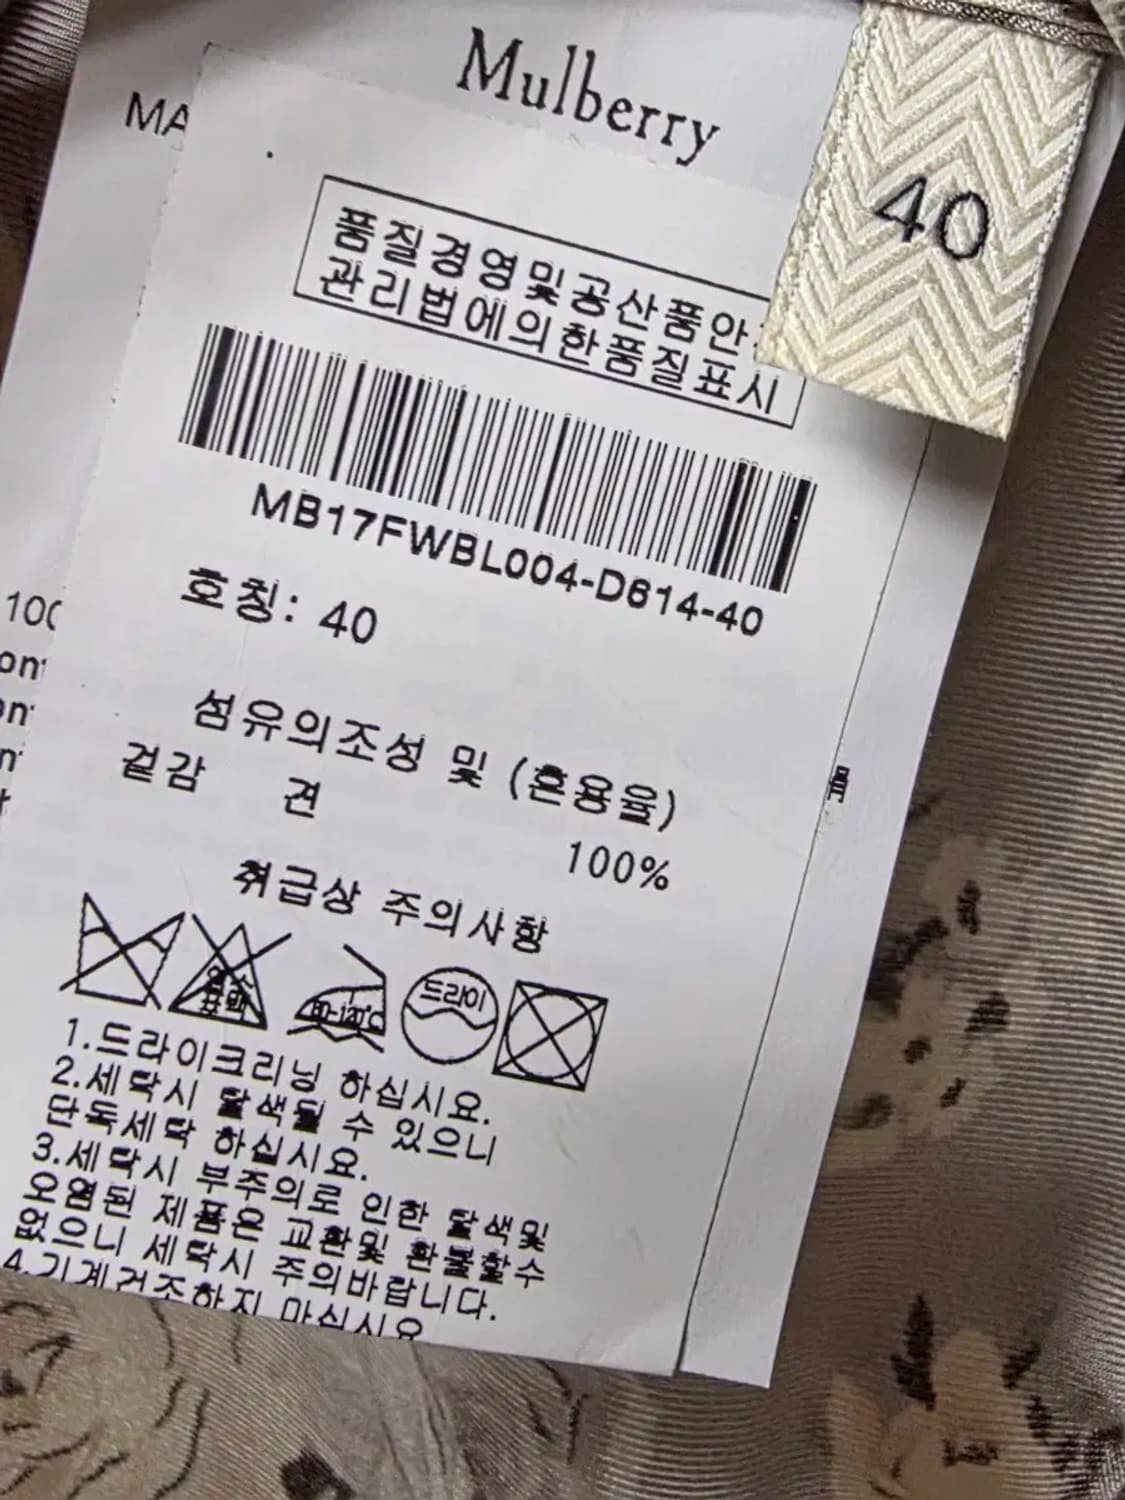 Mulberry
40
MA
품질경영및공산품안
관리법에의한품질표시
MB17FWBL004-D614-40
호칭: 40
섬유의조성 및 (혼용율)
겉감 견
100%
취급상 주의사항
드라이
1.드라이크리닝 하십시요.
2.세탁시 탈색될 수 있으니
단독세탁 하십시요.
3.세탁시 부주의로 인한 탈색및
오염된 제품은 교환및 환불할수
없으니 세탁시 주의바랍니다.
4.기계건조하지 마십시요